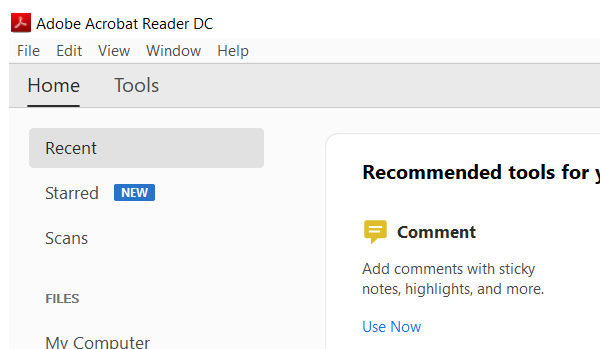 Adobe Acrobat Reader DC
File Edit View Window Help
Home Tools
Recent
Starred NEW
Scans
FILES
My Computer
Recommended tools for
Comment
Add comments with sticky
notes, highlights, and more.
Use Now